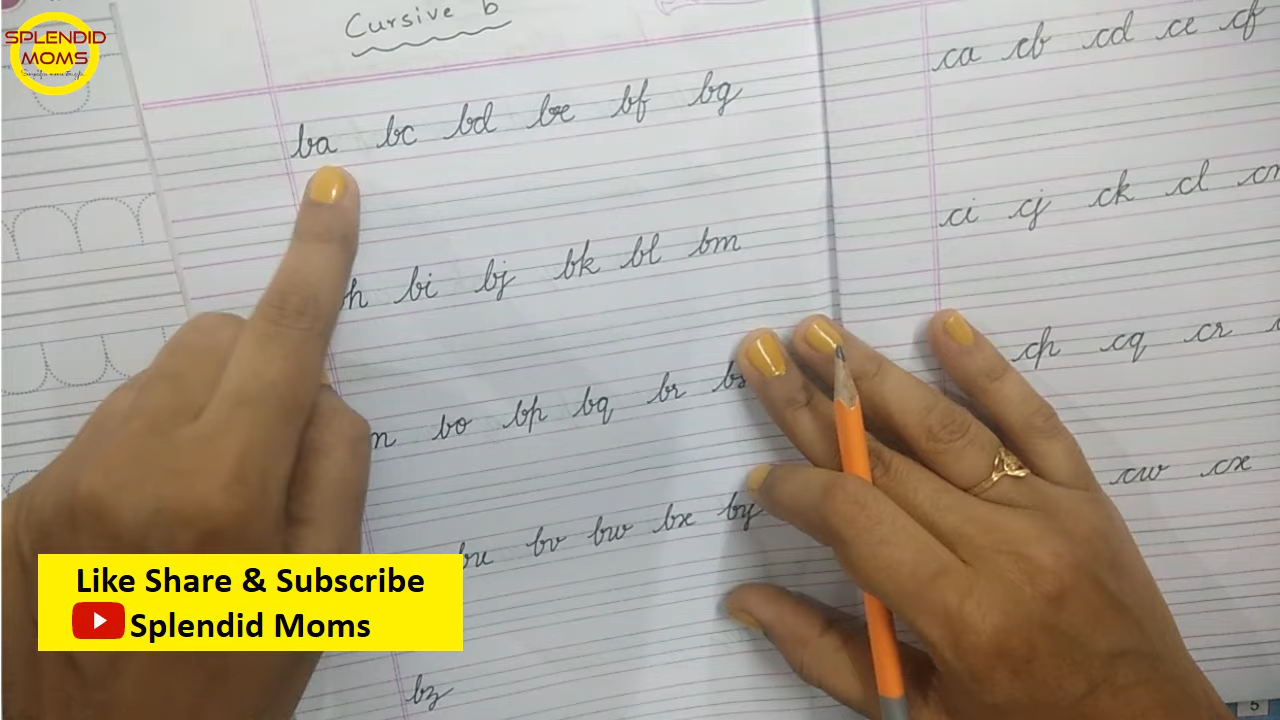 SPLENDID
MOMS
Cursive b
ba bc bd be bf bg
bi bj bk bl bm
bo bp bq br
bu bv bw bx by
bz
ca cb cd ce cf
ci cj ck cl
cp cq cr
cw cx
Like Share & Subscribe
Splendid Moms
5